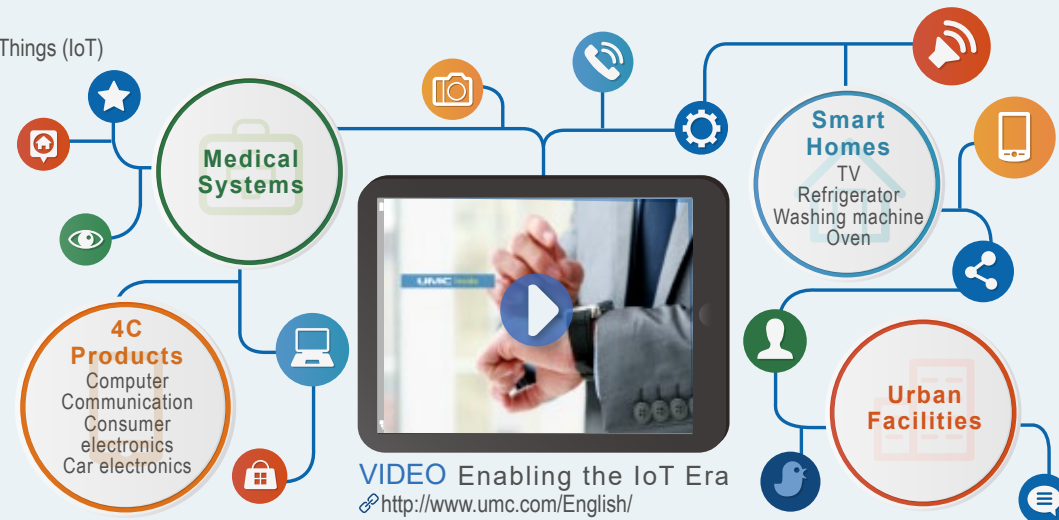 Things (IoT)
Medical
Systems
Smart
Homes
TV
Refrigerator
Washing machine
Oven
UMC
4C
Products
Computer
Communication
Consumer
electronics
Car electronics
Urban
Facilities
VIDEO Enabling the IoT Era
http://www.umc.com/English/